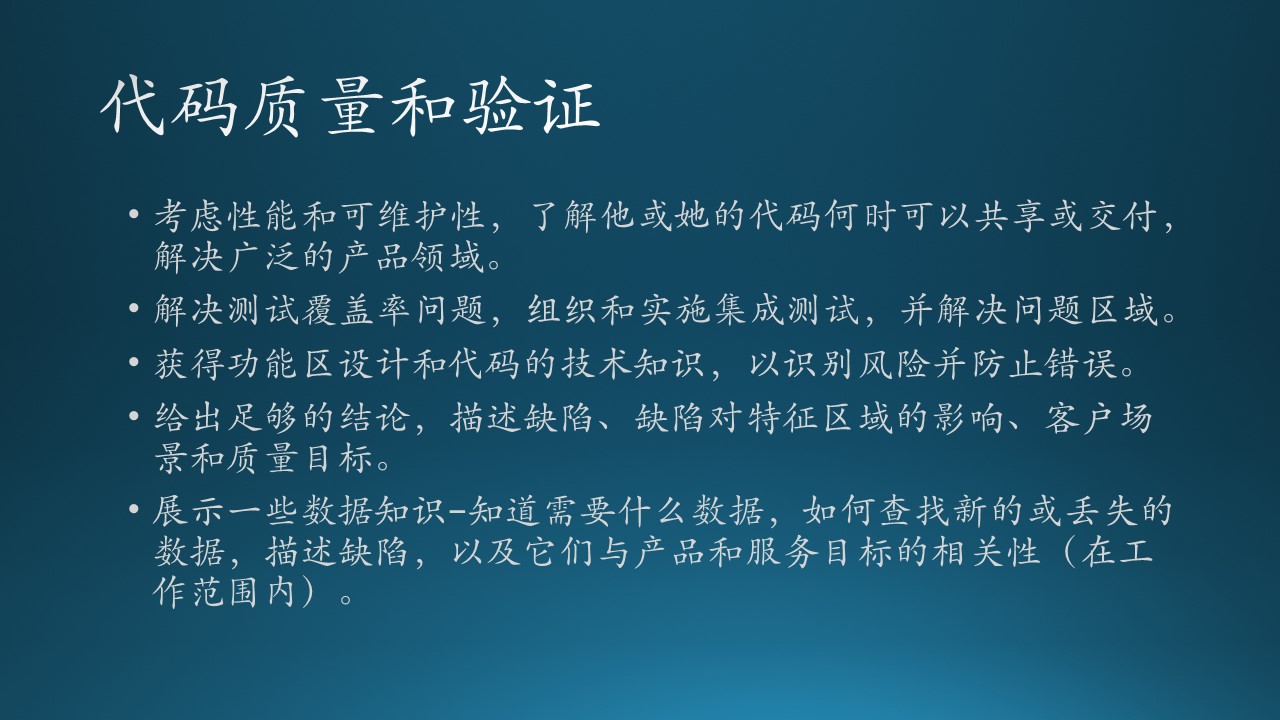 代码质量和验证
• 考虑性能和可维护性，了解他或她的代码何时可以共享或交付，
解决广泛的产品领域。
• 解决测试覆盖率问题，组织和实施集成测试，并解决问题区域。
• 获得功能区设计和代码的技术知识，以识别风险并防止错误。
• 给出足够的结论，描述缺陷、缺陷对特征区域的影响、客户场
景和质量目标。
• 展示一些数据知识–知道需要什么数据，如何查找新的或丢失的
数据，描述缺陷，以及它们与产品和服务目标的相关性（在工
作范围内）。